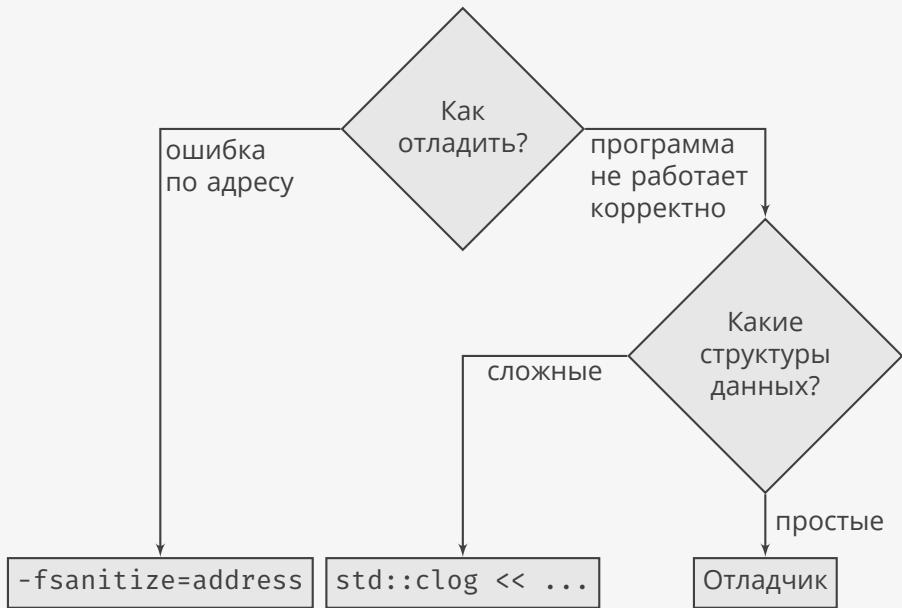 Как
отладить?
ошибка
по адресу
программа
не работает
корректно
Какие
структуры
данных?
сложные
простые
-fsanitize=address
std::clog << ...
Отладчик